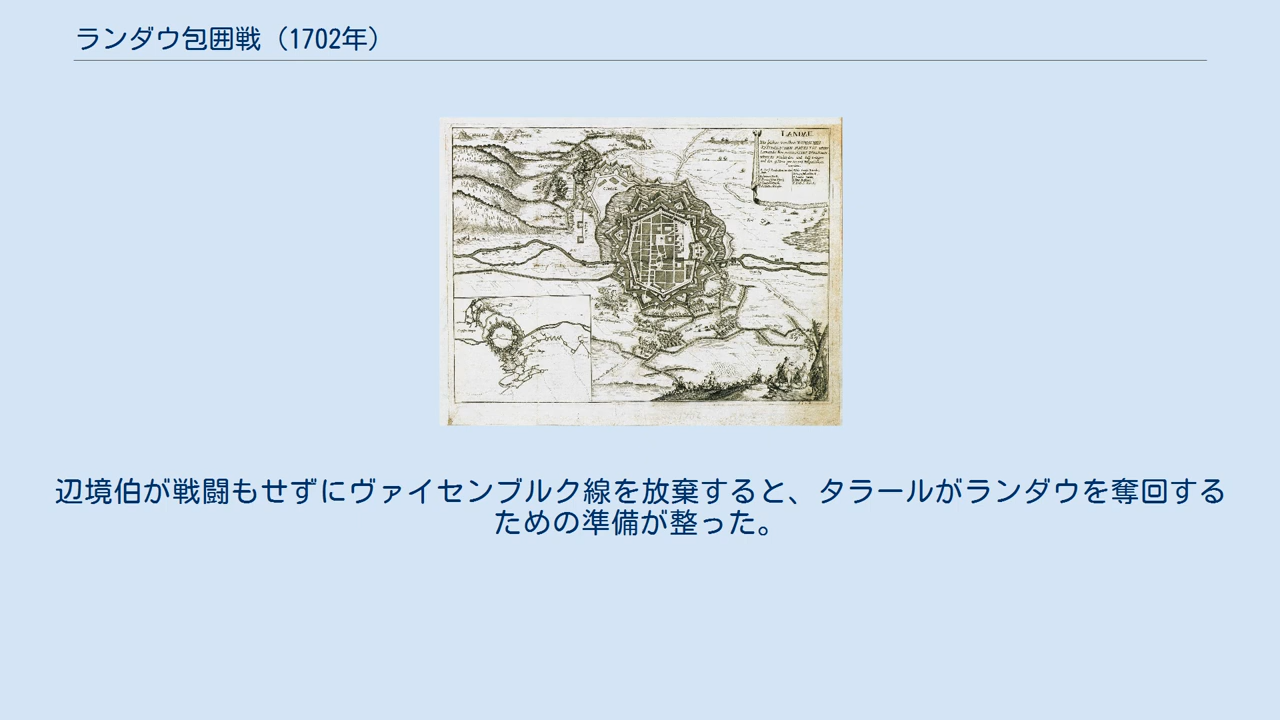 ランダウ包囲戦（1702年）
LANDAU
辺境伯が戦闘もせずにヴァイセンブルク線を放棄すると、タラールがランダウを奪回する
ための準備が整った。